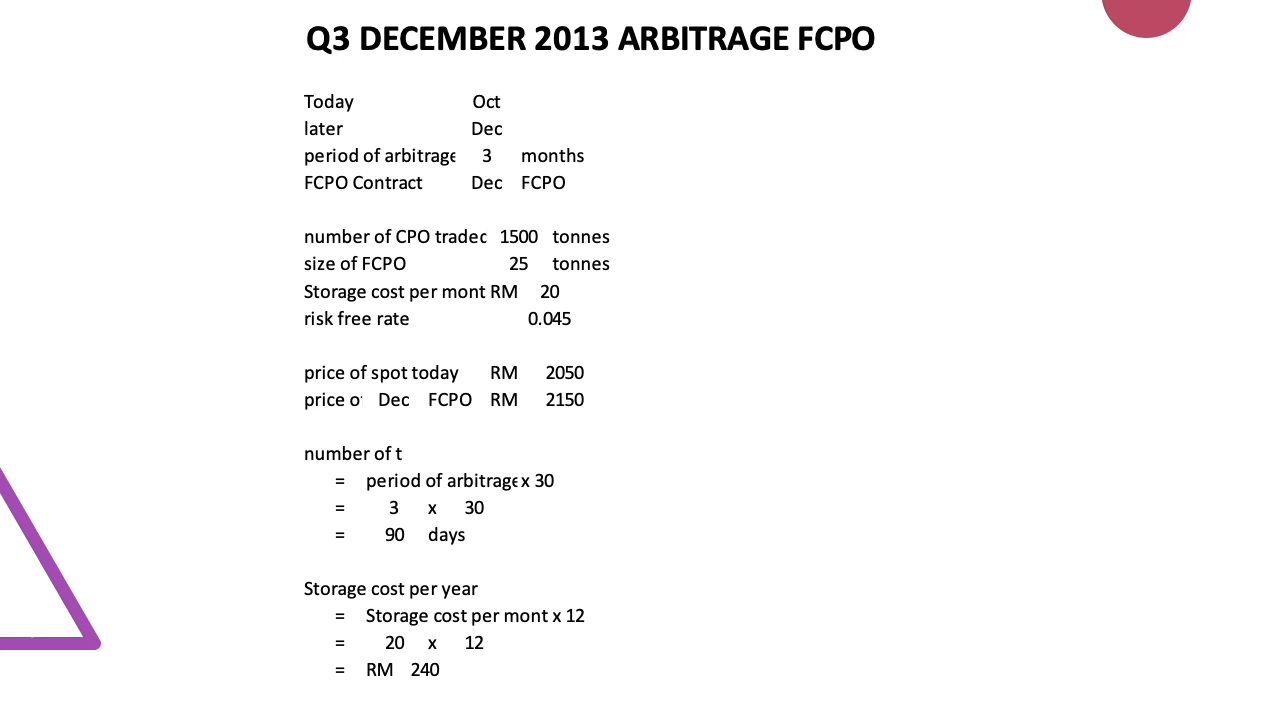 Q3 DECEMBER 2013 ARBITRAGE FCPO
Today Oct
later Dec
period of arbitrage 3 months
FCPO Contract Dec FCPO
number of CPO traded 1500 tonnes
size of FCPO 25 tonnes
Storage cost per mont RM 20
risk free rate 0.045
price of spot today RM 2050
price of Dec FCPO RM 2150
number of t
= period of arbitrage x 30
= 3 x 30
= 90 days
Storage cost per year
= Storage cost per mont x 12
= 20 x 12
= RM 240